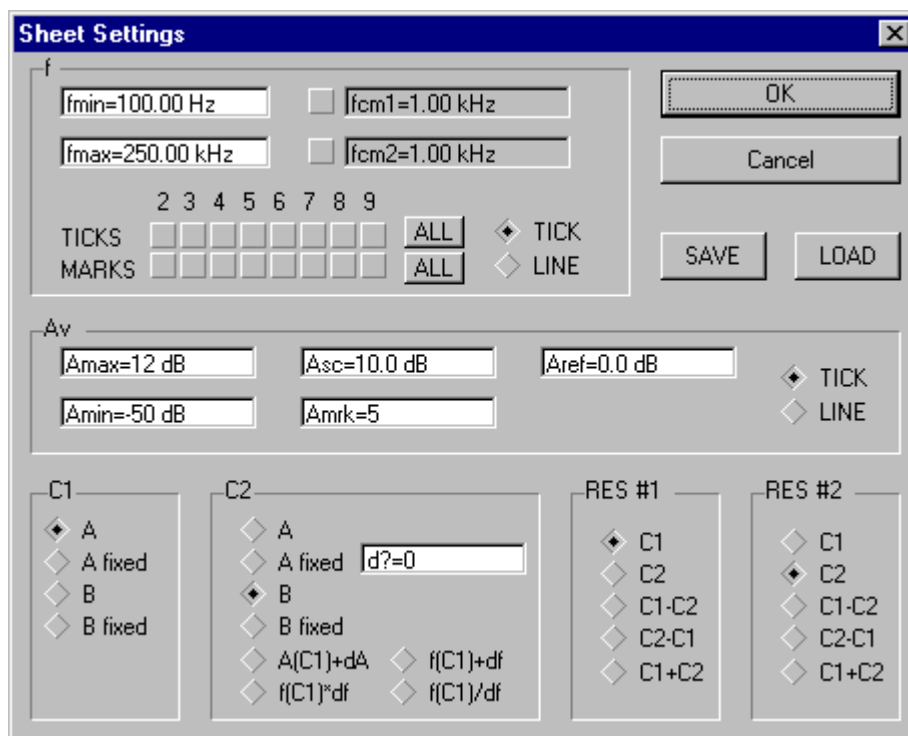 Sheet Settings
f
fmin=100.00 Hz
fcm1=1.00 kHz
OK
fmax=250.00 kHz
fcm2=1.00 kHz
Cancel
2 3 4 5 6 7 8 9
TICKS
ALL
TICK
MARKS
ALL
LINE
SAVE
LOAD
Av
Amax=12 dB
Asc=10.0 dB
Aref=0.0 dB
TICK
Amin=-50 dB
Amrk=5
LINE
C1
A
A fixed
B
B fixed
C2
A
A fixed
d?=0
B
B fixed
A(C1)+dA
f(C1)+df
f(C1)*df
f(C1)/df
RES #1
C1
C2
C1-C2
C2-C1
C1+C2
RES #2
C1
C2
C1-C2
C2-C1
C1+C2